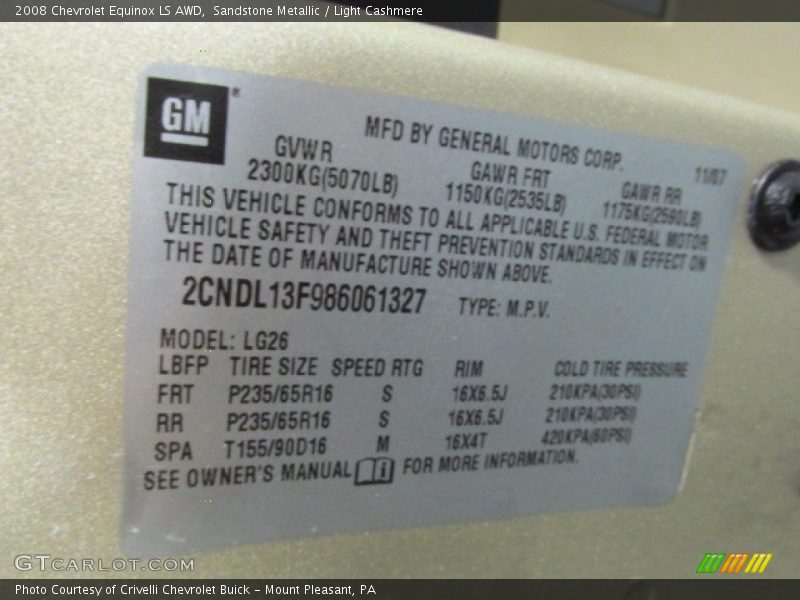 2008 Chevrolet Equinox LS AWD, Sandstone Metallic / Light Cashmere
GM
MFD BY GENERAL MOTORS CORP.
11/07
GVWR GAWR FRT GAWR RR
2300KG(5070LB) 1150KG(2535LB) 1175KG(2590LB)
THIS VEHICLE CONFORMS TO ALL APPLICABLE U.S. FEDERAL MOTOR
VEHICLE SAFETY AND THEFT PREVENTION STANDARDS IN EFFECT ON
THE DATE OF MANUFACTURE SHOWN ABOVE.
2CNDL13F986061327 TYPE: M.P.V.
MODEL: LG26
LBFP TIRE SIZE SPEED RTG RIM COLD TIRE PRESSURE
FRT P235/65R16 S 16X6.5J 210KPA(30PSI)
RR P235/65R16 S 16X6.5J 210KPA(30PSI)
SPA T155/90D16 M 16X4T 420KPA(60PSI)
SEE OWNER'S MANUAL i FOR MORE INFORMATION.
GTCARLOT.COM
Photo Courtesy of Crivelli Chevrolet Buick - Mount Pleasant, PA